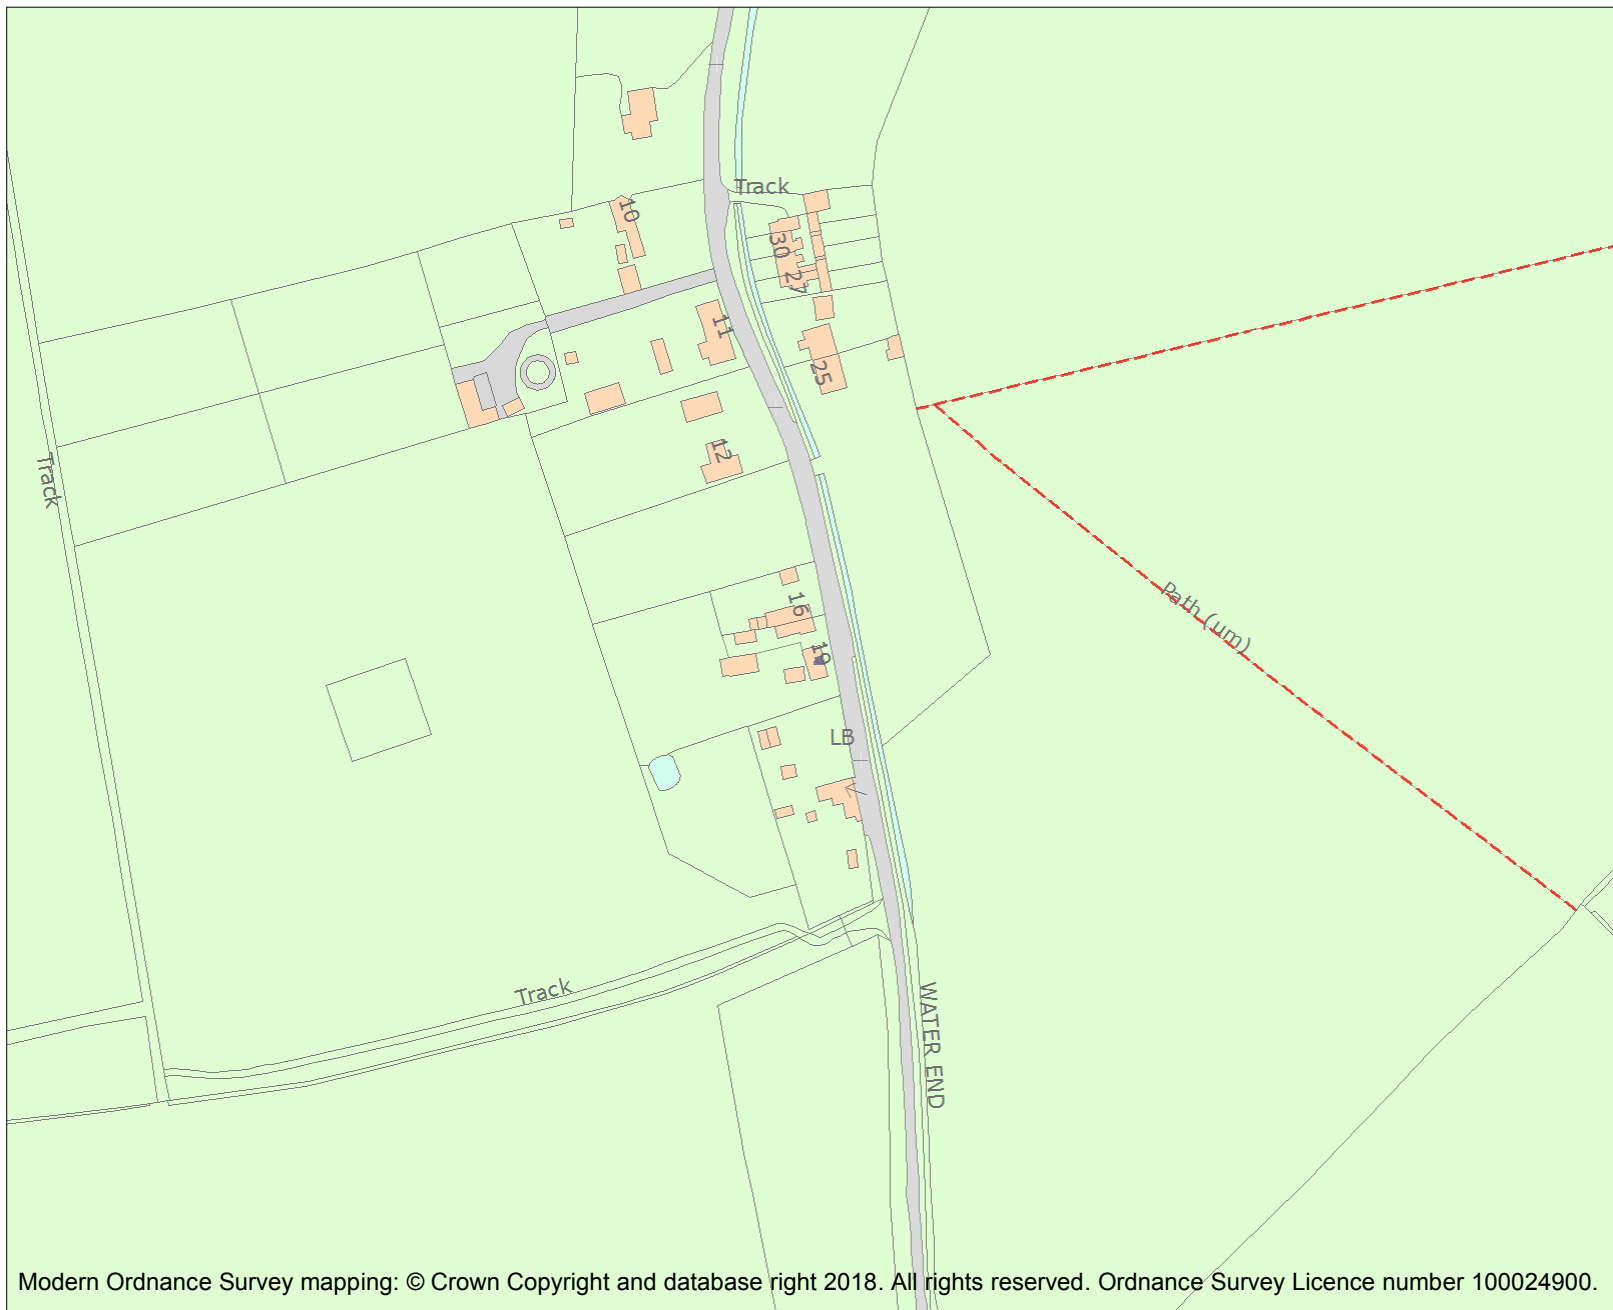 Track
10
30
27
11
25
12
Track
16
19
Path (um)
LB
Track
WATER END
Modern Ordnance Survey mapping: © Crown Copyright and database right 2018. All rights reserved. Ordnance Survey Licence number 100024900.